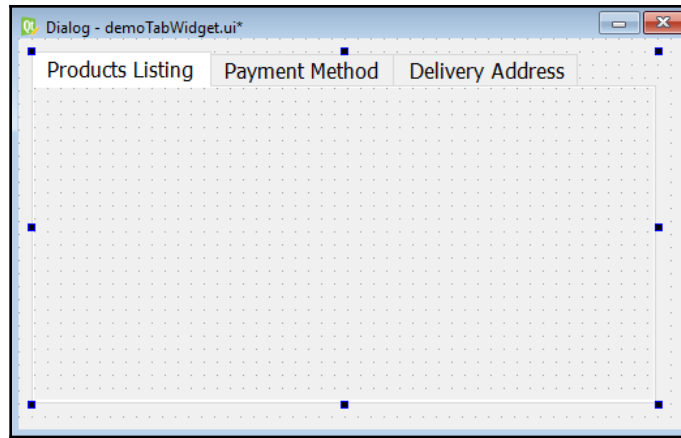 Dialog - demoTabWidget.ui*
Products Listing Payment Method Delivery Address